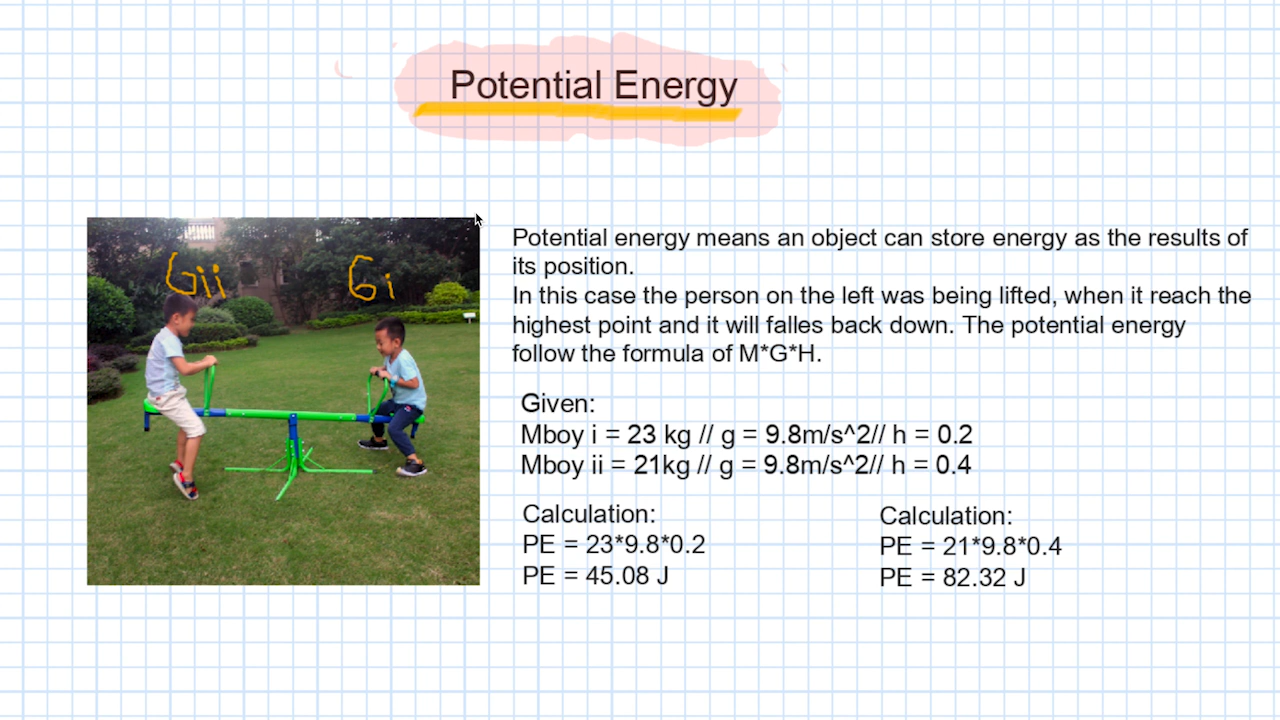 Potential Energy
Gii
Gi
Potential energy means an object can store energy as the results of
its position.
In this case the person on the left was being lifted, when it reach the
highest point and it will falles back down. The potential energy
follow the formula of M*G*H.
Given:
Mboy i = 23 kg // g = 9.8m/s^2// h = 0.2
Mboy ii = 21kg // g = 9.8m/s^2// h = 0.4
Calculation:
PE = 23*9.8*0.2
PE = 45.08 J
Calculation:
PE = 21*9.8*0.4
PE = 82.32 J